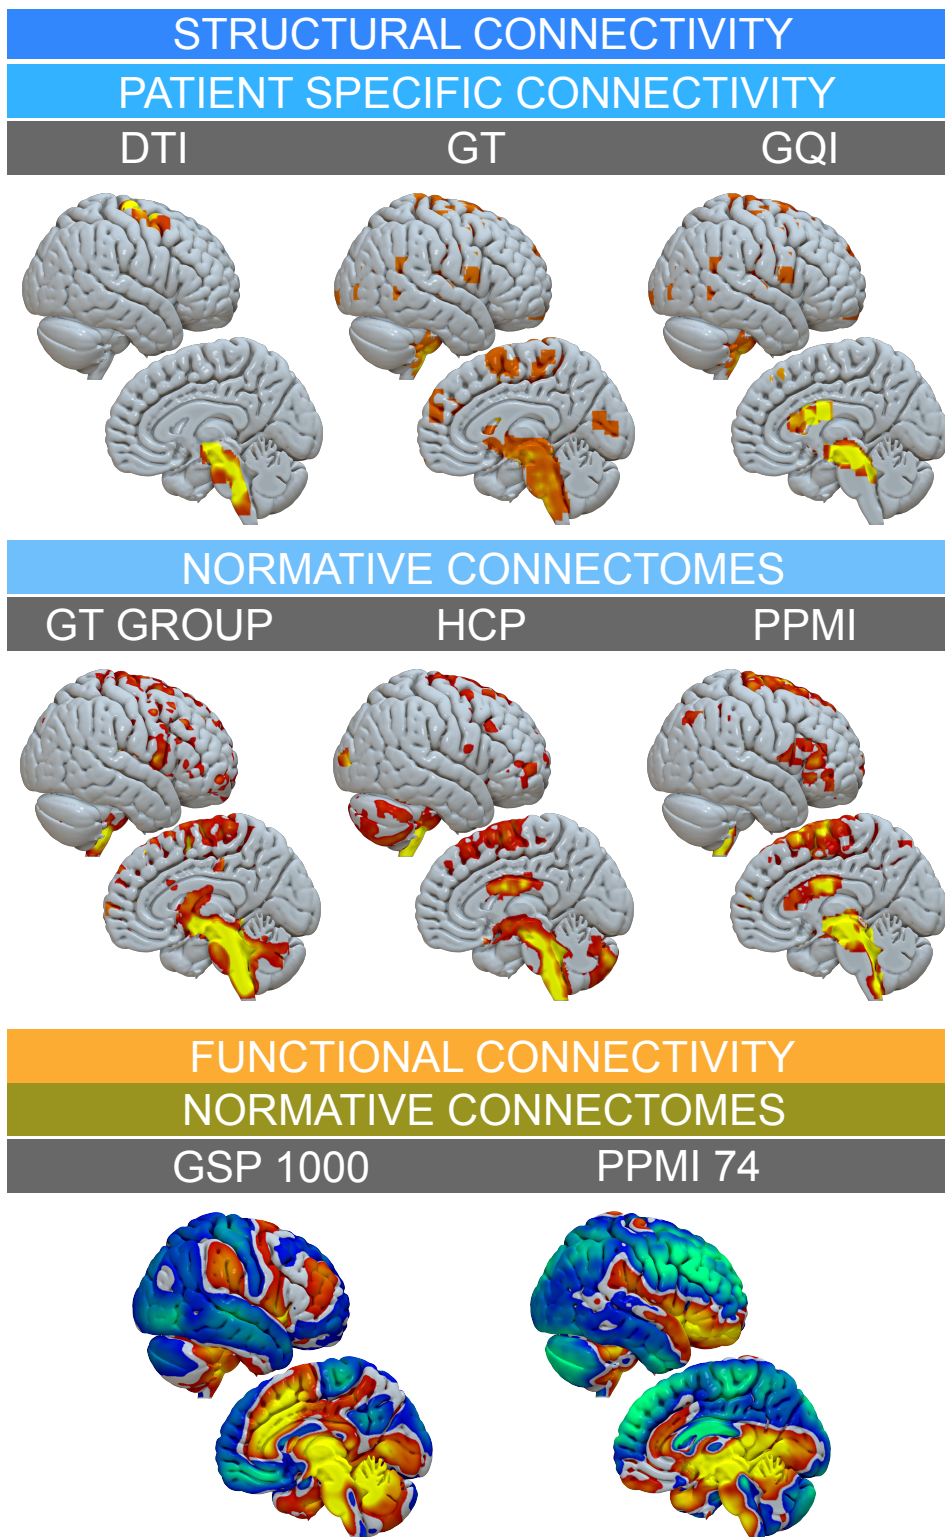 STRUCTURAL CONNECTIVITY
PATIENT SPECIFIC CONNECTIVITY
DTI GT GQI
NORMATIVE CONNECTOMES
GT GROUP HCP PPMI
FUNCTIONAL CONNECTIVITY
NORMATIVE CONNECTOMES
GSP 1000 PPMI 74